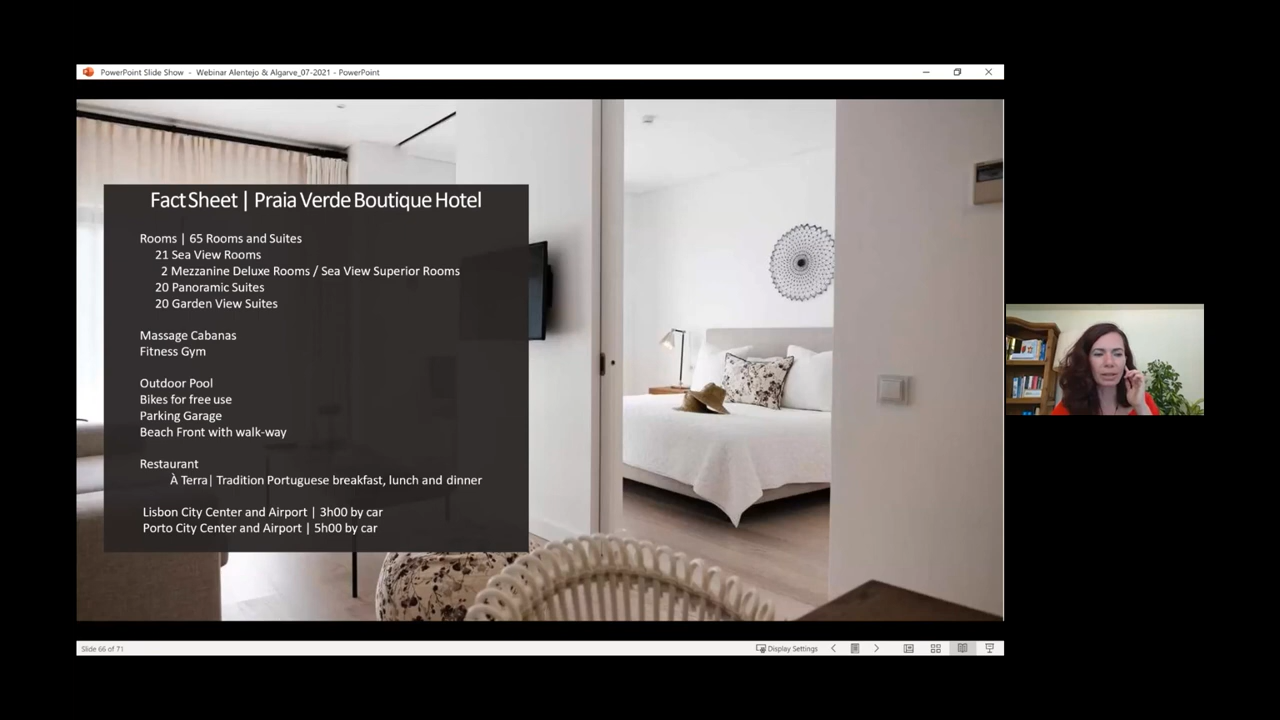 PowerPoint Slide Show - Webinar Alentejo & Algarve_07-2021 - PowerPoint
Fact Sheet | Praia Verde Boutique Hotel
Rooms | 65 Rooms and Suites
21 Sea View Rooms
2 Mezzanine Deluxe Rooms / Sea View Superior Rooms
20 Panoramic Suites
20 Garden View Suites
Massage Cabanas
Fitness Gym
Outdoor Pool
Bikes for free use
Parking Garage
Beach Front with walk-way
Restaurant
À Terra| Tradition Portuguese breakfast, lunch and dinner
Lisbon City Center and Airport | 3h00 by car
Porto City Center and Airport | 5h00 by car
Slide 66 of 71
Display Settings